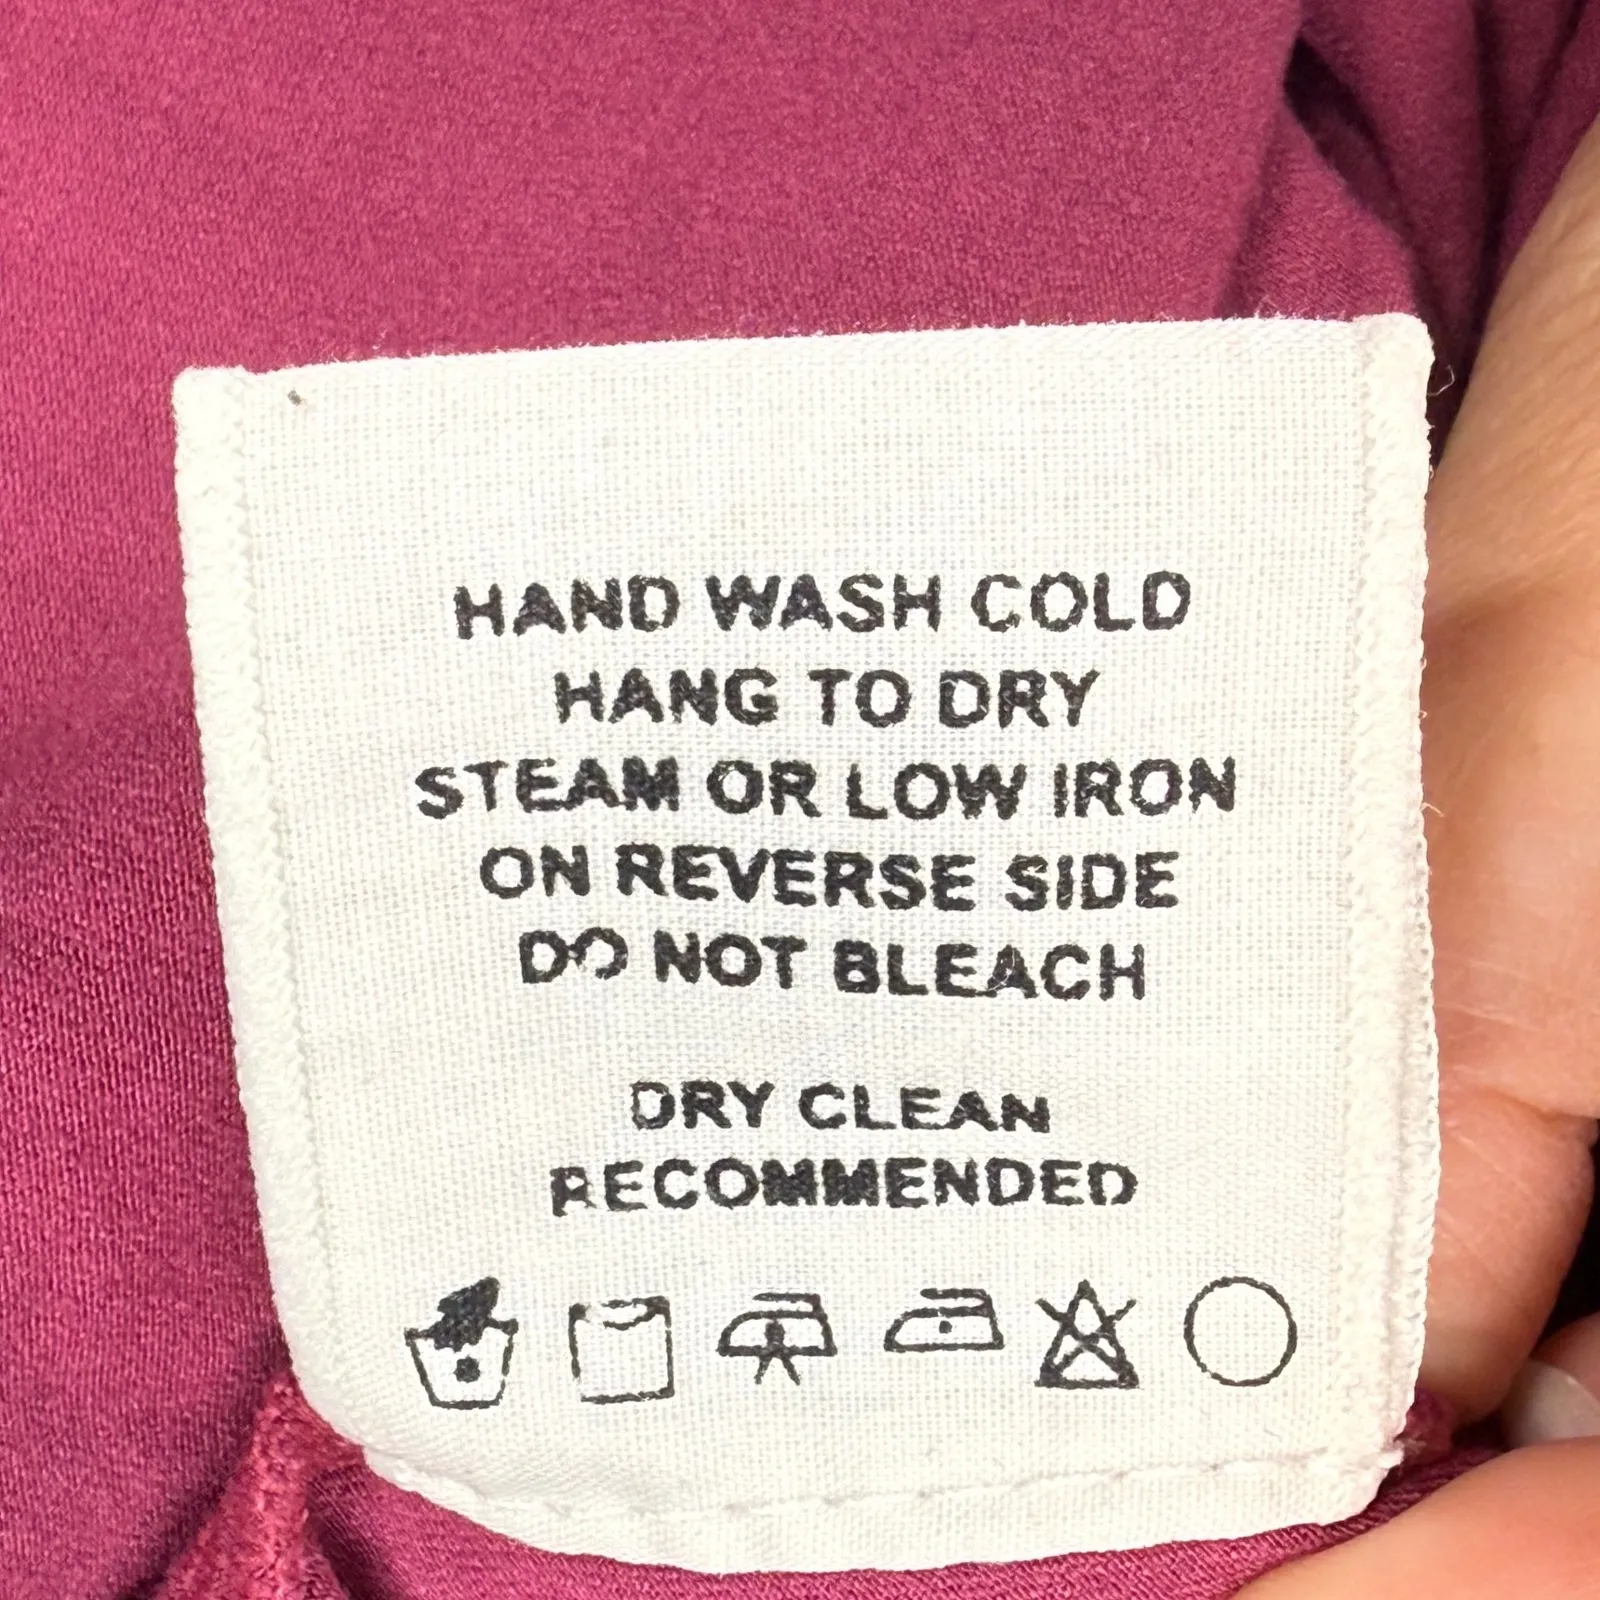 HAND WASH COLD
HANG TO DRY
STEAM OR LOW IRON
ON REVERSE SIDE
DO NOT BLEACH
DRY CLEAN
RECOMMENDED